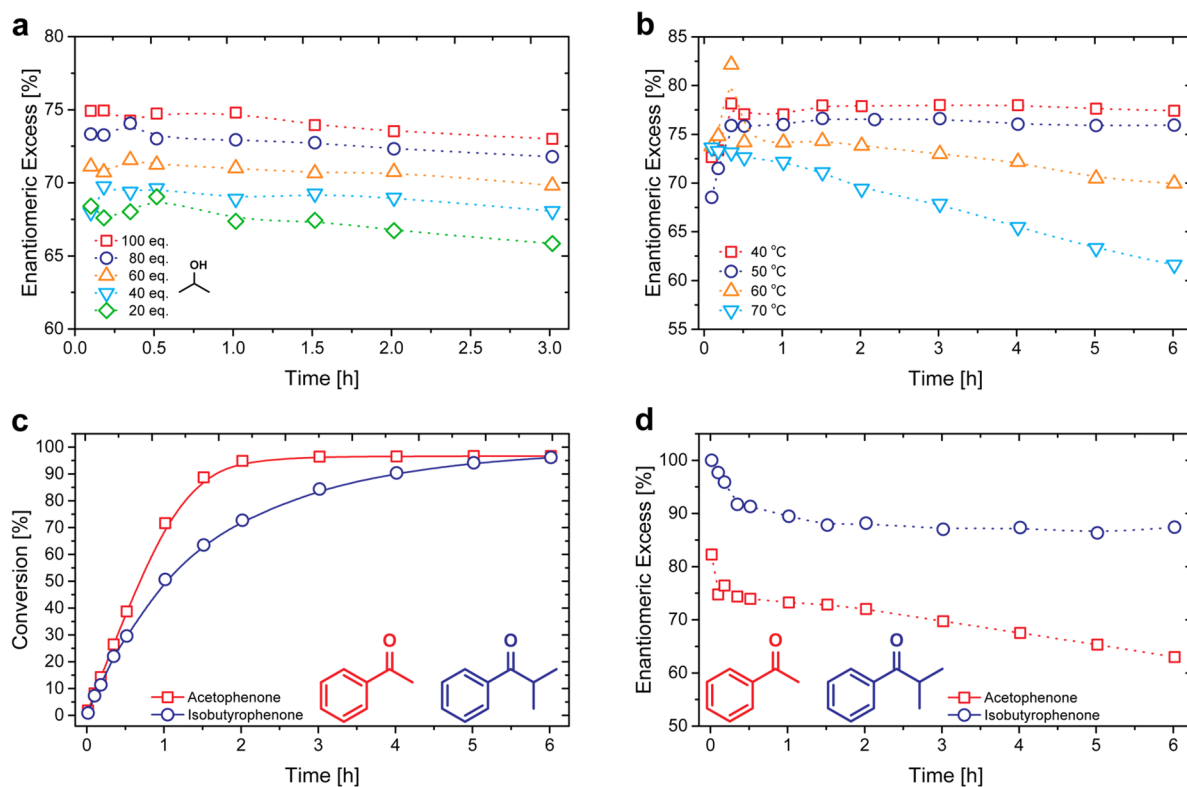 a
80
75
70
65
60
Enantiomeric Excess [%]
100 eq.
80 eq.
60 eq.
40 eq.
20 eq.
OH
0.0 0.5 1.0 1.5 2.0 2.5 3.0
Time [h]
b
85
80
75
70
65
60
55
Enantiomeric Excess [%]
40 °C
50 °C
60 °C
70 °C
0 1 2 3 4 5 6
Time [h]
c
100
90
80
70
60
50
40
30
20
10
0
Conversion [%]
O
O
Acetophenone
Isobutyrophenone
0 1 2 3 4 5 6
Time [h]
d
100
90
80
70
60
50
Enantiomeric Excess [%]
O
O
Acetophenone
Isobutyrophenone
0 1 2 3 4 5 6
Time [h]